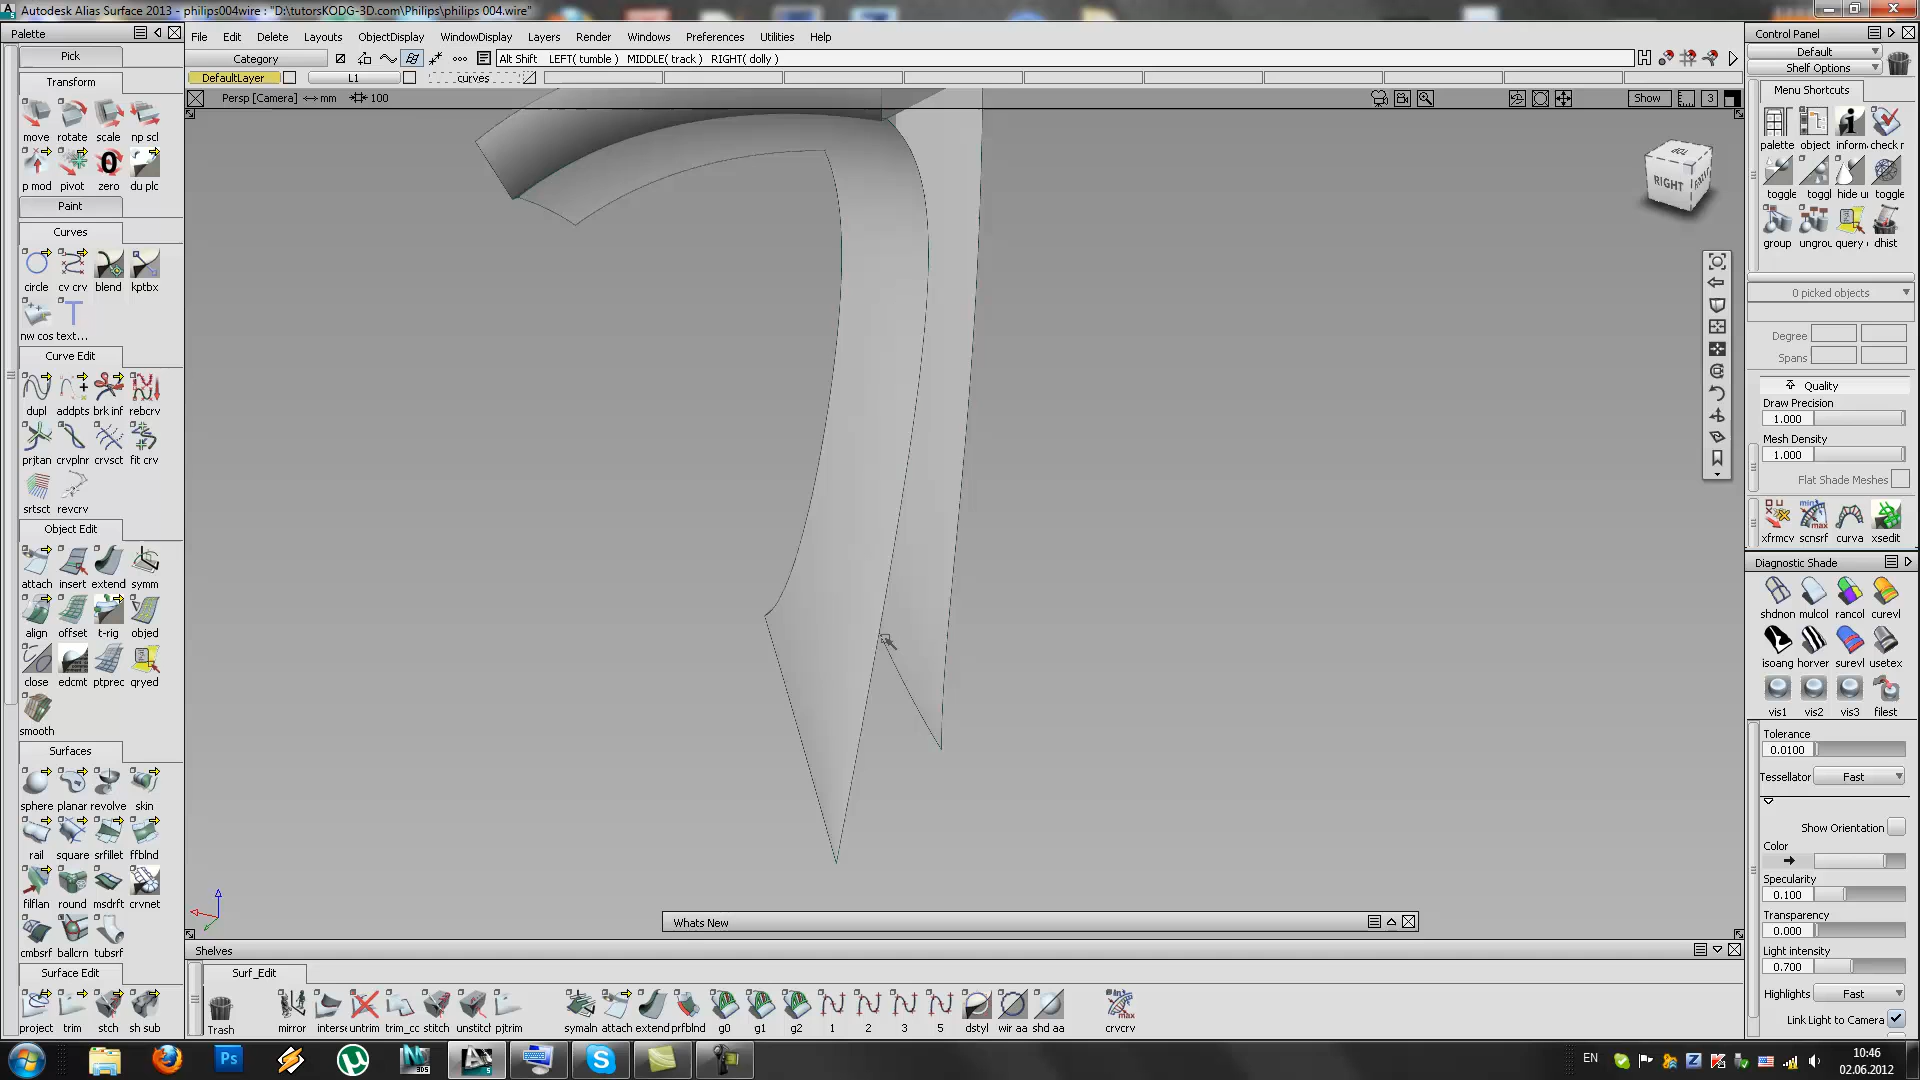 Autodesk Alias Surface 2013 - philips004wire : "D:\tutorsKODG-3D.com\Philips\philips 004.wire"
Palette
File Edit Delete Layouts ObjectDisplay WindowDisplay Layers Render Windows Preferences Utilities Help
Control Panel
Pick
Category
Alt Shift LEFT( tumble ) MIDDLE( track ) RIGHT( dolly )
Default
Shelf Options
DefaultLayer L1 curves
Transform
Menu Shortcuts
Persp [Camera] mm 100
Show 3
move rotate scale np scl
palette object inform check r
p mod pivot zero du plc
toggle toggl hide u toggle
Paint
Curves
group ungrou query dhist
circle cv crv blend kptbx
0 picked objects
nw cos text...
Degree
Spans
Curve Edit
Quality
dupl addpts brk inf rebcrv
Draw Precision
1.000
prjtan crvplnr crvsct fit crv
Mesh Density
1.000
Flat Shade Meshes
srtsct revcrv
Object Edit
xfrmcv scnsrf curva xsedit
attach insert extend symm
Diagnostic Shade
align offset t-rig objed
shdnon mulcol rancol curevl
close edcmt ptprec qryed
isoang horver surevl usetex
smooth
vis1 vis2 vis3 filest
Surfaces
Tolerance
0.0100
sphere planar revolve skin
Tessellator Fast
rail square srfillet ffblnd
Show Orientation
Color
filflan round msdrft crvnet
Specularity
0.100
Transparency
0.000
cmbsrf ballcrn tubsrf
Whats New
Shelves
Light intensity
0.700
Surface Edit
Surf_Edit
Highlights Fast
project trim stch sh sub
Trash mirror inters untrim trim_cc stitch unstitch pjtrim symaln attach extend prfblnd g0 g1 g2 1 2 3 5 dstyl wir aa shd aa crvcrv
Link Light to Camera
RIGHT
TOP
EN
10:46
02.06.2012